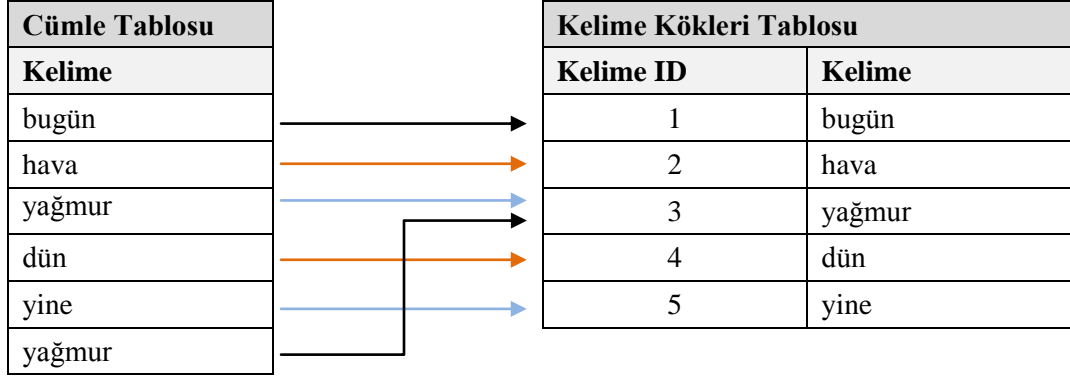 Cümle Tablosu
Kelime
bugün
hava
yağmur
dün
yine
yağmur
Kelime Kökleri Tablosu
Kelime ID Kelime
1 bugün
2 hava
3 yağmur
4 dün
5 yine